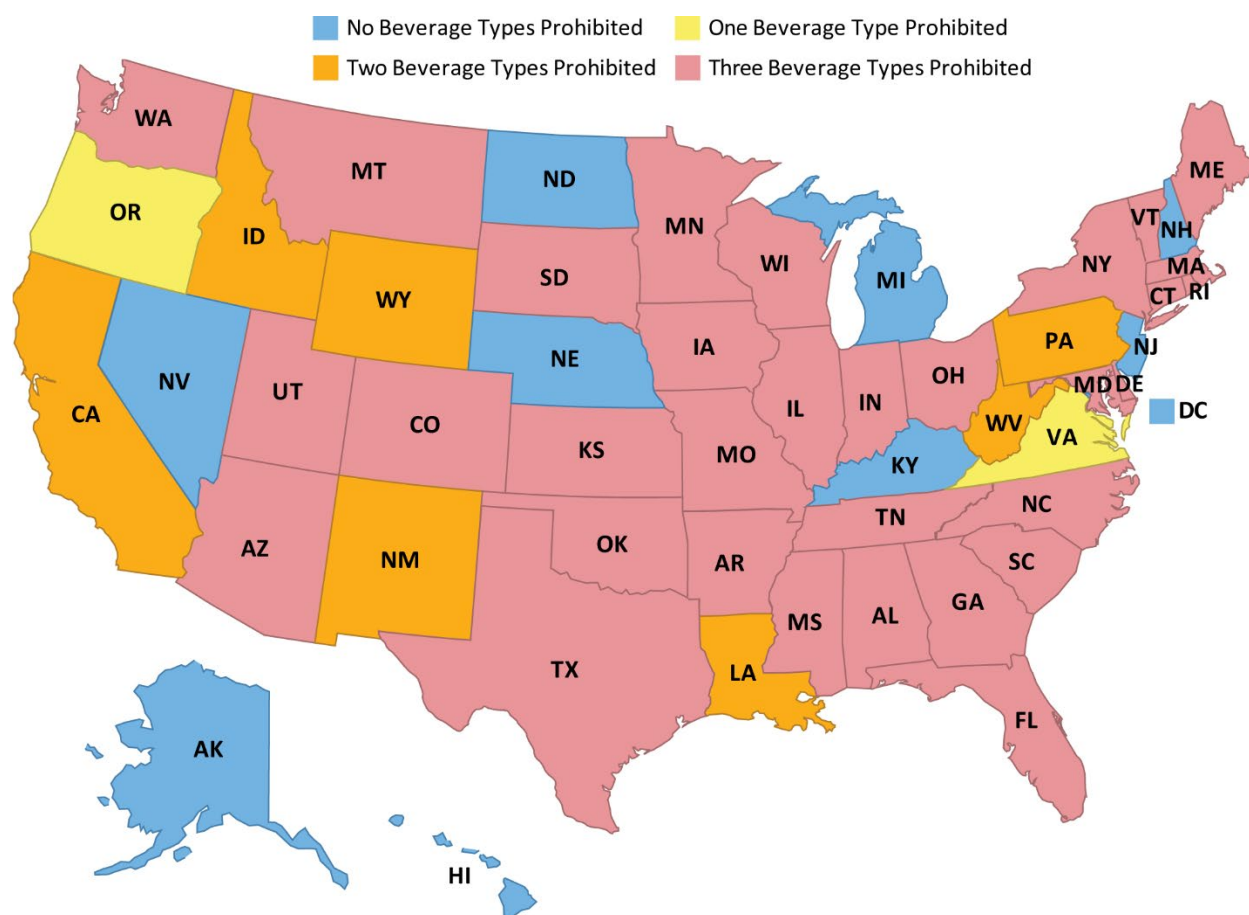 No Beverage Types Prohibited
One Beverage Type Prohibited
Two Beverage Types Prohibited
Three Beverage Types Prohibited
WA
MT
ND
MN
ME
VT
NH
OR
ID
WY
SD
WI
MI
NY
MA
CT
RI
NV
UT
CO
NE
IA
IL
IN
OH
PA
NJ
MD
DE
DC
CA
KS
MO
KY
WV
VA
AZ
NM
OK
AR
TN
NC
SC
TX
LA
MS
AL
GA
FL
AK
HI